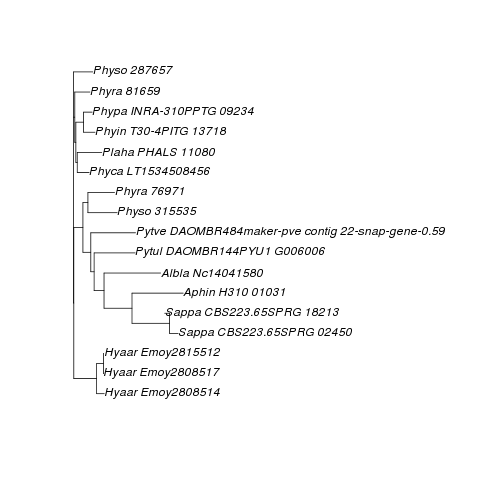 Physo 287657
Phyra 81659
Phypa INRA-310PPTG 09234
Phyin T30-4PITG 13718
Plaha PHALS 11080
Phyca LT1534508456
Phyra 76971
Physo 315535
Pytve DAOMBR484maker-pve contig 22-snap-gene-0.59
Pytul DAOMBR144PYU1 G006006
Albla Nc14041580
Aphin H310 01031
Sappa CBS223.65SPRG 18213
Sappa CBS223.65SPRG 02450
Hyaar Emoy2815512
Hyaar Emoy2808517
Hyaar Emoy2808514